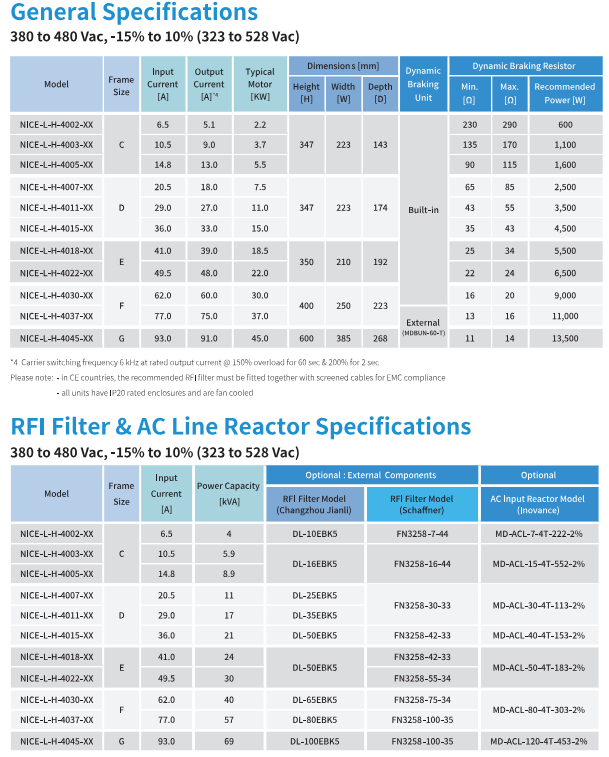 General Specifications
380 to 480 Vac, -15% to 10% (323 to 528 Vac)
Model Frame Size Input Current [A] Output Current [A]*4 Typical Motor [KW] Dimensions [mm] Dynamic Braking Unit Dynamic Braking Resistor
Height [H] Width [W] Depth [D] Min. [Ω] Max. [Ω] Recommended Power [W]
NICE-L-H-4002-XX 6.5 5.1 2.2 230 290 600
NICE-L-H-4003-XX C 10.5 9.0 3.7 347 223 143 135 170 1,100
NICE-L-H-4005-XX 14.8 13.0 5.5 90 115 1,600
NICE-L-H-4007-XX 20.5 18.0 7.5 65 85 2,500
NICE-L-H-4011-XX D 29.0 27.0 11.0 347 223 174 Built-in 43 55 3,500
NICE-L-H-4015-XX 36.0 33.0 15.0 35 43 4,500
NICE-L-H-4018-XX E 41.0 39.0 18.5 350 210 192 25 34 5,500
NICE-L-H-4022-XX 49.5 48.0 22.0 22 24 6,500
NICE-L-H-4030-XX F 62.0 60.0 30.0 400 250 223 16 20 9,000
NICE-L-H-4037-XX 77.0 75.0 37.0 External (MDBUN-60-T) 13 16 11,000
NICE-L-H-4045-XX G 93.0 91.0 45.0 600 385 268 11 14 13,500
*4 Carrier switching frequency 6 kHz at rated output current @ 150% overload for 60 sec & 200% for 2 sec
Please note: - in CE countries, the recommended RFI filter must be fitted together with screened cables for EMC compliance
- all units have IP20 rated enclosures and are fan cooled
RFI Filter & AC Line Reactor Specifications
380 to 480 Vac, -15% to 10% (323 to 528 Vac)
Model Frame Size Input Current [A] Power Capacity [kVA] Optional : External Components Optional
RFI Filter Model (Changzhou Jianli) RFI Filter Model (Schaffner) AC Input Reactor Model (Inovance)
NICE-L-H-4002-XX 6.5 4 DL-10EBK5 FN3258-7-44 MD-ACL-7-4T-222-2%
NICE-L-H-4003-XX C 10.5 5.9 DL-16EBK5 FN3258-16-44 MD-ACL-15-4T-552-2%
NICE-L-H-4005-XX 14.8 8.9
NICE-L-H-4007-XX 20.5 11 DL-25EBK5 FN3258-30-33 MD-ACL-30-4T-113-2%
NICE-L-H-4011-XX D 29.0 17 DL-35EBK5
NICE-L-H-4015-XX 36.0 21 DL-50EBK5 FN3258-42-33 MD-ACL-40-4T-153-2%
NICE-L-H-4018-XX E 41.0 24 DL-50EBK5 FN3258-42-33 MD-ACL-50-4T-183-2%
NICE-L-H-4022-XX 49.5 30 FN3258-55-34
NICE-L-H-4030-XX F 62.0 40 DL-65EBK5 FN3258-75-34 MD-ACL-80-4T-303-2%
NICE-L-H-4037-XX 77.0 57 DL-80EBK5 FN3258-100-35
NICE-L-H-4045-XX G 93.0 69 DL-100EBK5 FN3258-100-35 MD-ACL-120-4T-453-2%